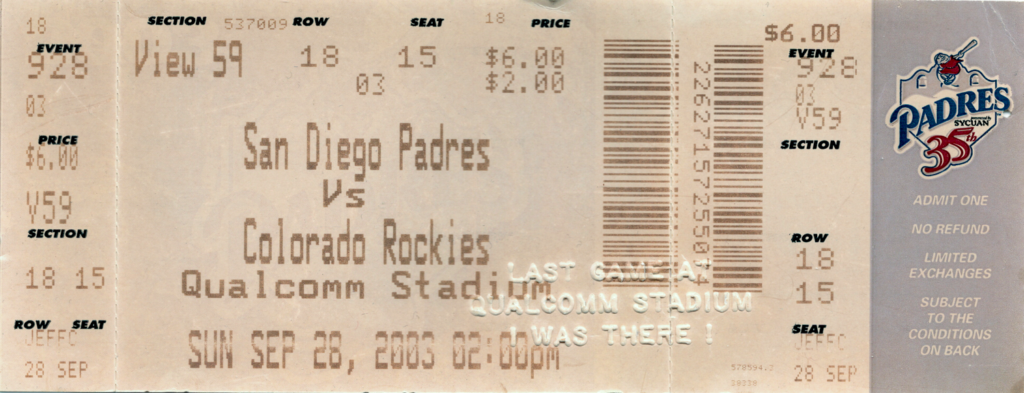 18
EVENT
928
03
PRICE
$6.00
V59
SECTION
18 15
ROW SEAT
JEFFC
28 SEP
SECTION 537009 ROW SEAT 18 PRICE
View 59 18 15 $6.00
03 $2.00
San Diego Padres
Vs
Colorado Rockies
Qualcomm Stadium
SUN SEP 28, 2003 02:00pm
LAST GAME AT
QUALCOMM STADIUM
I WAS THERE !
$6.00
EVENT
928
03
V59
SECTION
ROW
18
15
SEAT
JEFFC
28 SEP
PADRES
SYCUAN
35th
ADMIT ONE
NO REFUND
LIMITED
EXCHANGES
SUBJECT
TO THE
CONDITIONS
ON BACK